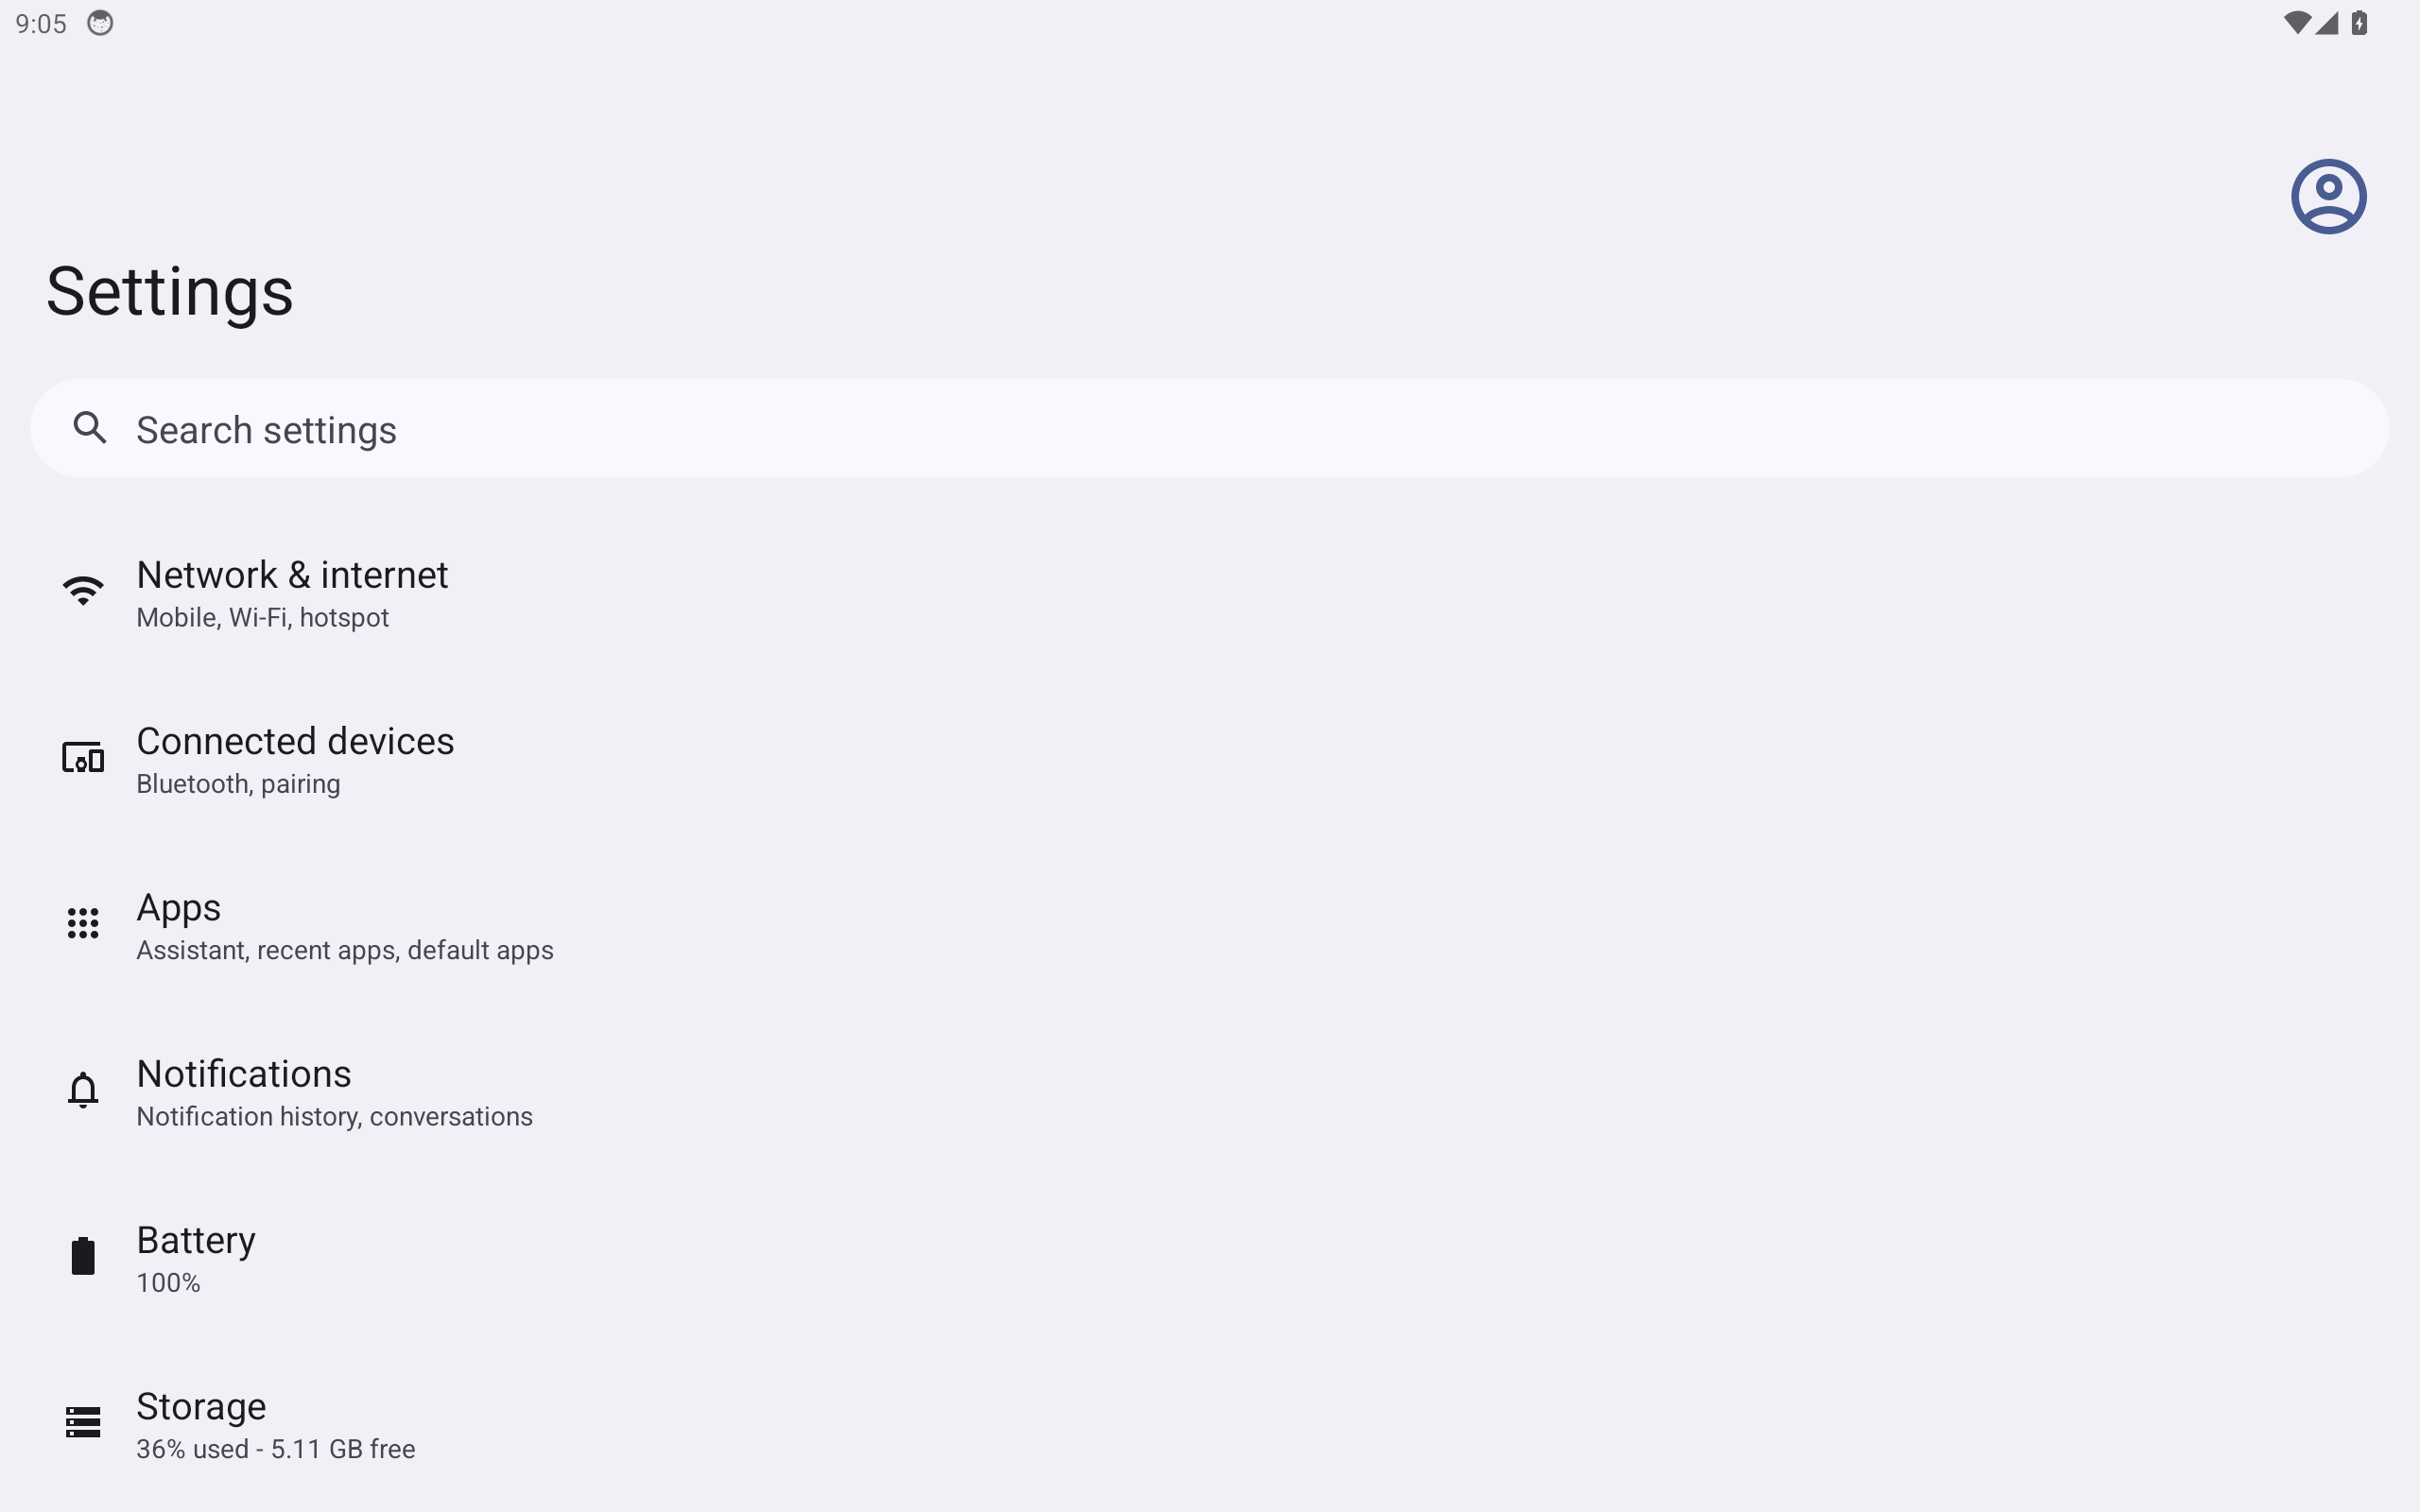 9:05
Settings
Search settings
Network & internet
Mobile, Wi-Fi, hotspot
Connected devices
Bluetooth, pairing
Apps
Assistant, recent apps, default apps
Notifications
Notification history, conversations
Battery
100%
Storage
36% used - 5.11 GB free